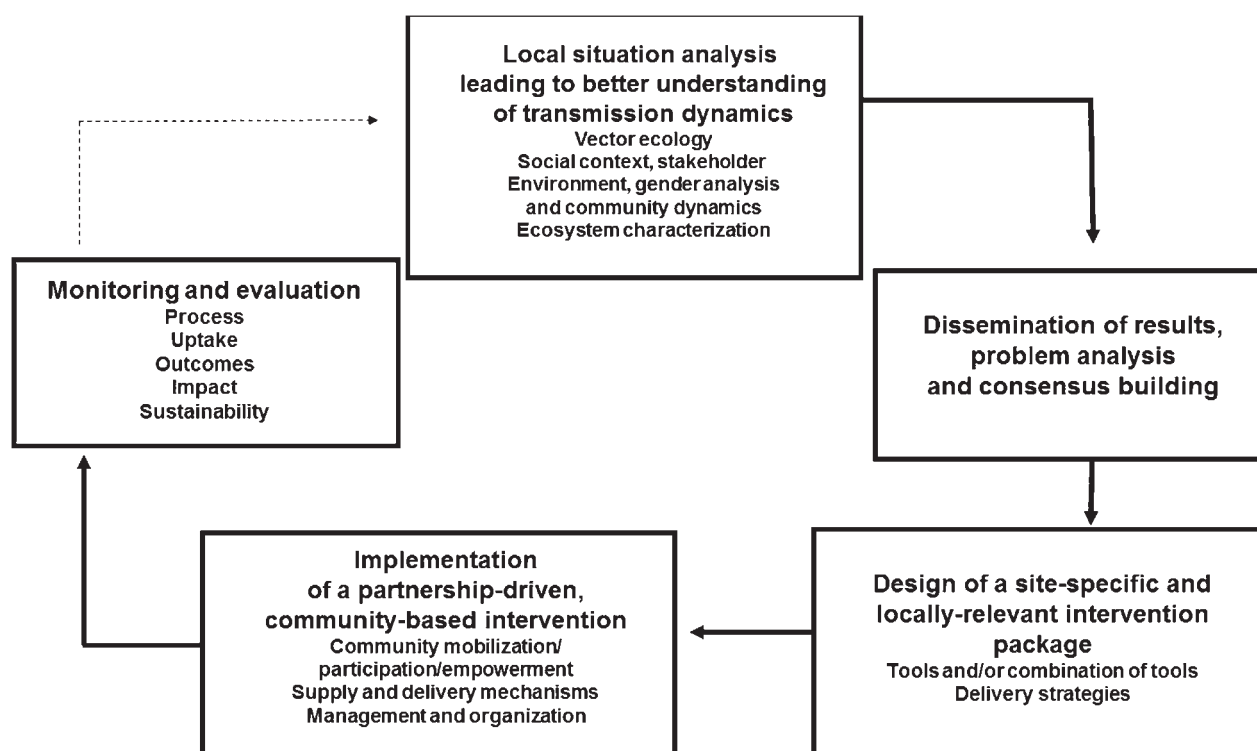 Local situation analysis
leading to better understanding
of transmission dynamics
Vector ecology
Social context, stakeholder
Environment, gender analysis
and community dynamics
Ecosystem characterization
Dissemination of results,
problem analysis
and consensus building
Design of a site-specific and
locally-relevant intervention
package
Tools and/or combination of tools
Delivery strategies
Implementation
of a partnership-driven,
community-based intervention
Community mobilization/
participation/empowerment
Supply and delivery mechanisms
Management and organization
Monitoring and evaluation
Process
Uptake
Outcomes
Impact
Sustainability